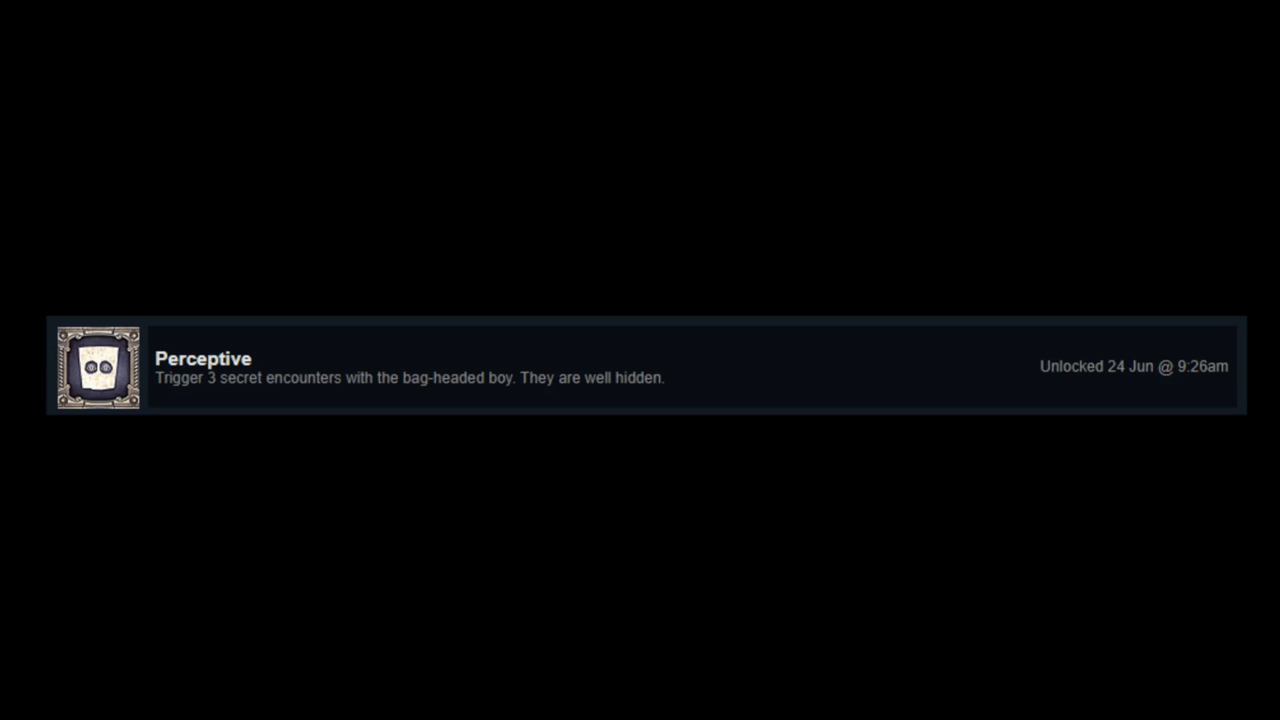 Perceptive
Trigger 3 secret encounters with the bag-headed boy. They are well hidden.
Unlocked 24 Jun @ 9:26am